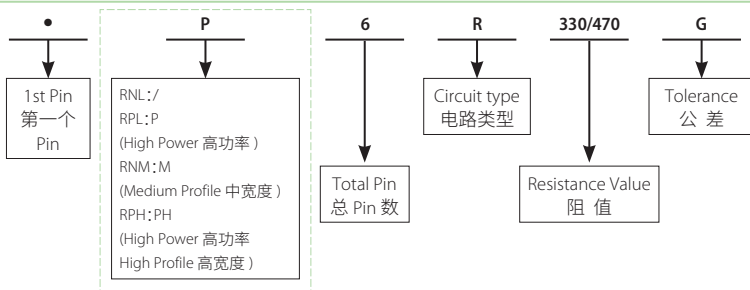 • P 6 R 330/470 G
1st Pin
第一个
Pin
RNL:/
RPL:P
(High Power 高功率 )
RNM:M
(Medium Profile 中宽度 )
RPH:PH
(High Power 高功率
High Profile 高宽度 )
Total Pin
总 Pin 数
Circuit type
电路类型
Resistance Value
阻 值
Tolerance
公 差